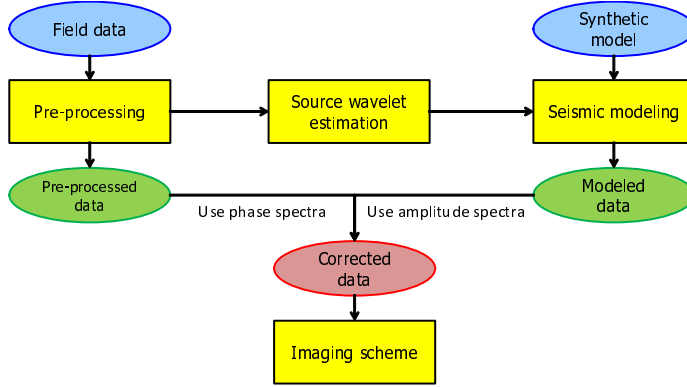 Field data
Synthetic
model
Pre-processing
Source wavelet
estimation
Seismic modeling
Pre-processed
data
Modeled
data
Use phase spectra
Use amplitude spectra
Corrected
data
Imaging scheme